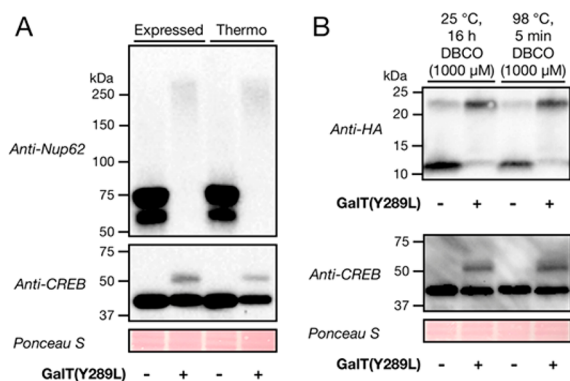 A
Expressed Thermo
kDa
250
150
Anti-Nup62
100
75
50
75
Anti-CREB
50
37
Ponceau S
GalT(Y289L) - + - +
B
25 °C, 98 °C,
16 h 5 min
DBCO DBCO
(1000 µM) (1000 µM)
kDa
25
20
Anti-HA
15
10
GalT(Y289L) - + - +
75
Anti-CREB
50
37
Ponceau S
GalT(Y289L) - + - +